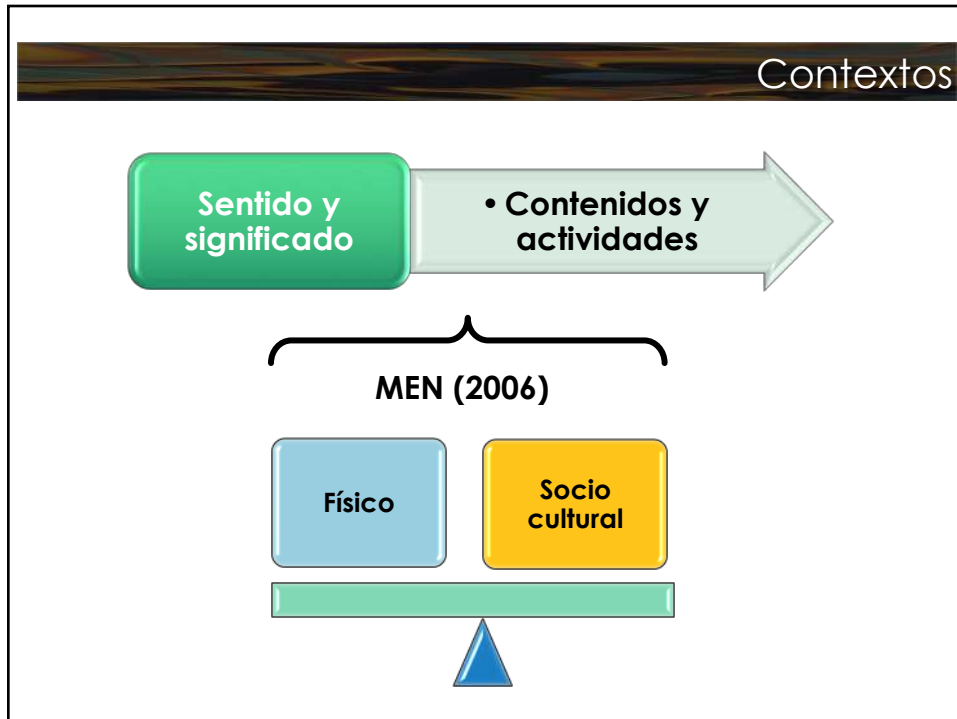 Contextos
Sentido y
significado
• Contenidos y
actividades
MEN (2006)
Físico
Socio
cultural